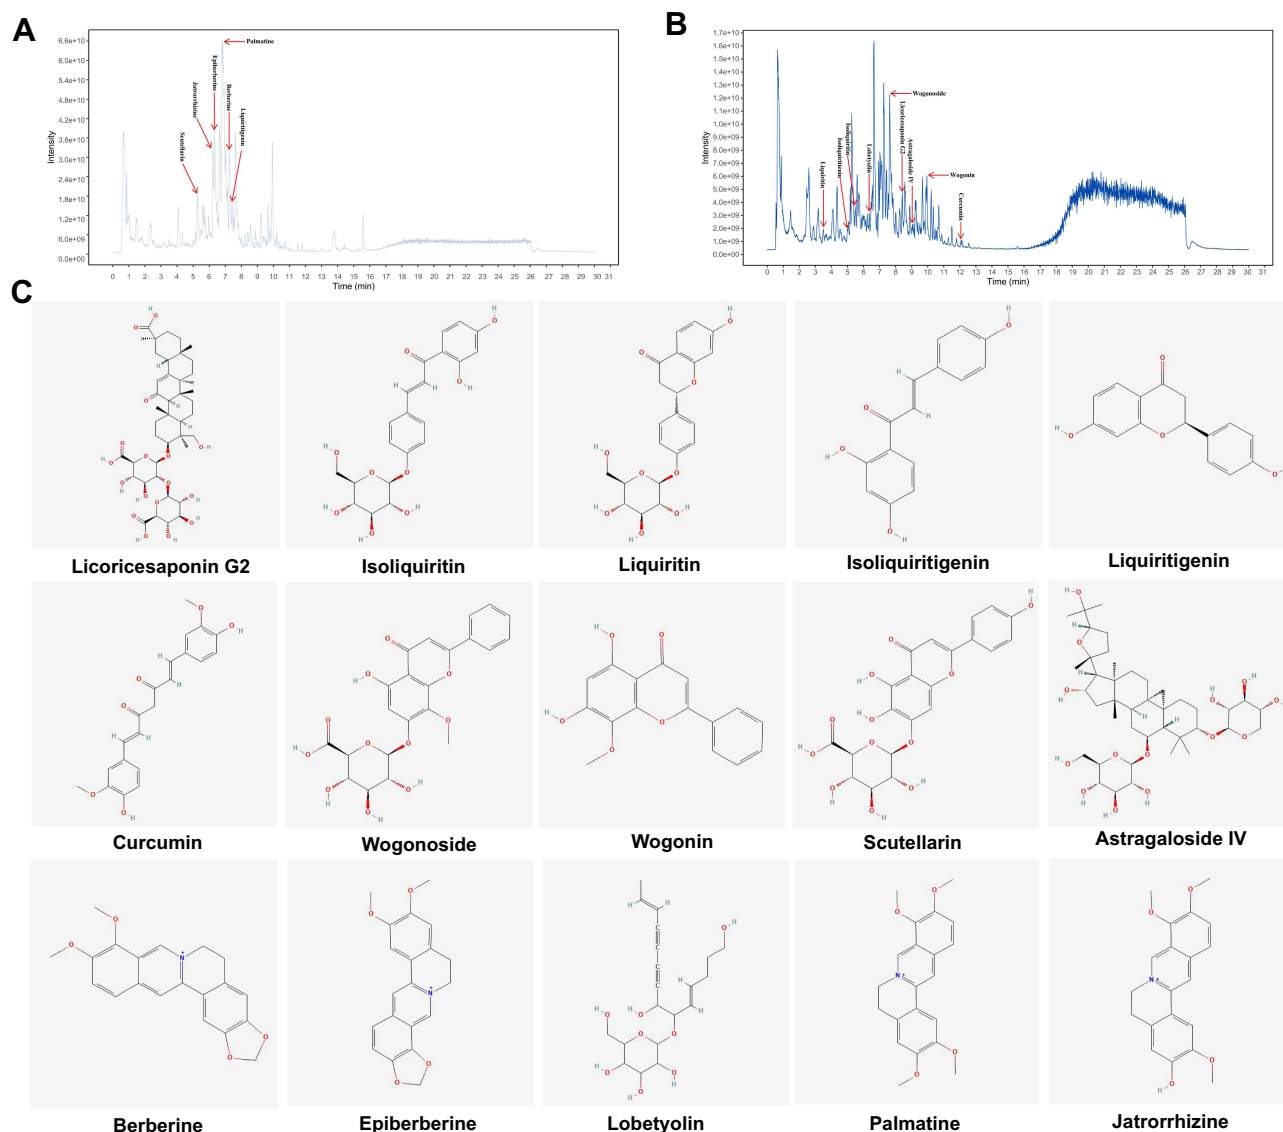 A
6.6e+10
6.0e+10
5.4e+10
4.8e+10
4.2e+10
3.6e+10
3.0e+10
2.4e+10
1.8e+10
1.2e+10
6.0e+09
0.0e+00
Intensity
Scutellarin
Jatrorrhizine
Epiberberine
Palmatine
Berberine
Liquiritigenin
0 1 2 3 4 5 6 7 8 9 10 11 12 13 14 15 16 17 18 19 20 21 22 23 24 25 26 27 28 29 30 31
Time (min)
B
1.7e+10
1.6e+10
1.5e+10
1.4e+10
1.3e+10
1.2e+10
1.1e+10
1.0e+10
9.0e+09
8.0e+09
7.0e+09
6.0e+09
5.0e+09
4.0e+09
3.0e+09
2.0e+09
1.0e+09
0.0e+00
Intensity
Liquiritin
Isoliquiritigenin
Isoliquiritin
Lobetyolin
Wogonoside
Licoricesaponin G2
Astragaloside IV
Wogonin
Curcumin
0 1 2 3 4 5 6 7 8 9 10 11 12 13 14 15 16 17 18 19 20 21 22 23 24 25 26 27 28 29 30 31
Time (min)
C
Licoricesaponin G2
Isoliquiritin
Liquiritin
Isoliquiritigenin
Liquiritigenin
Curcumin
Wogonoside
Wogonin
Scutellarin
Astragaloside IV
Berberine
Epiberberine
Lobetyolin
Palmatine
Jatrorrhizine